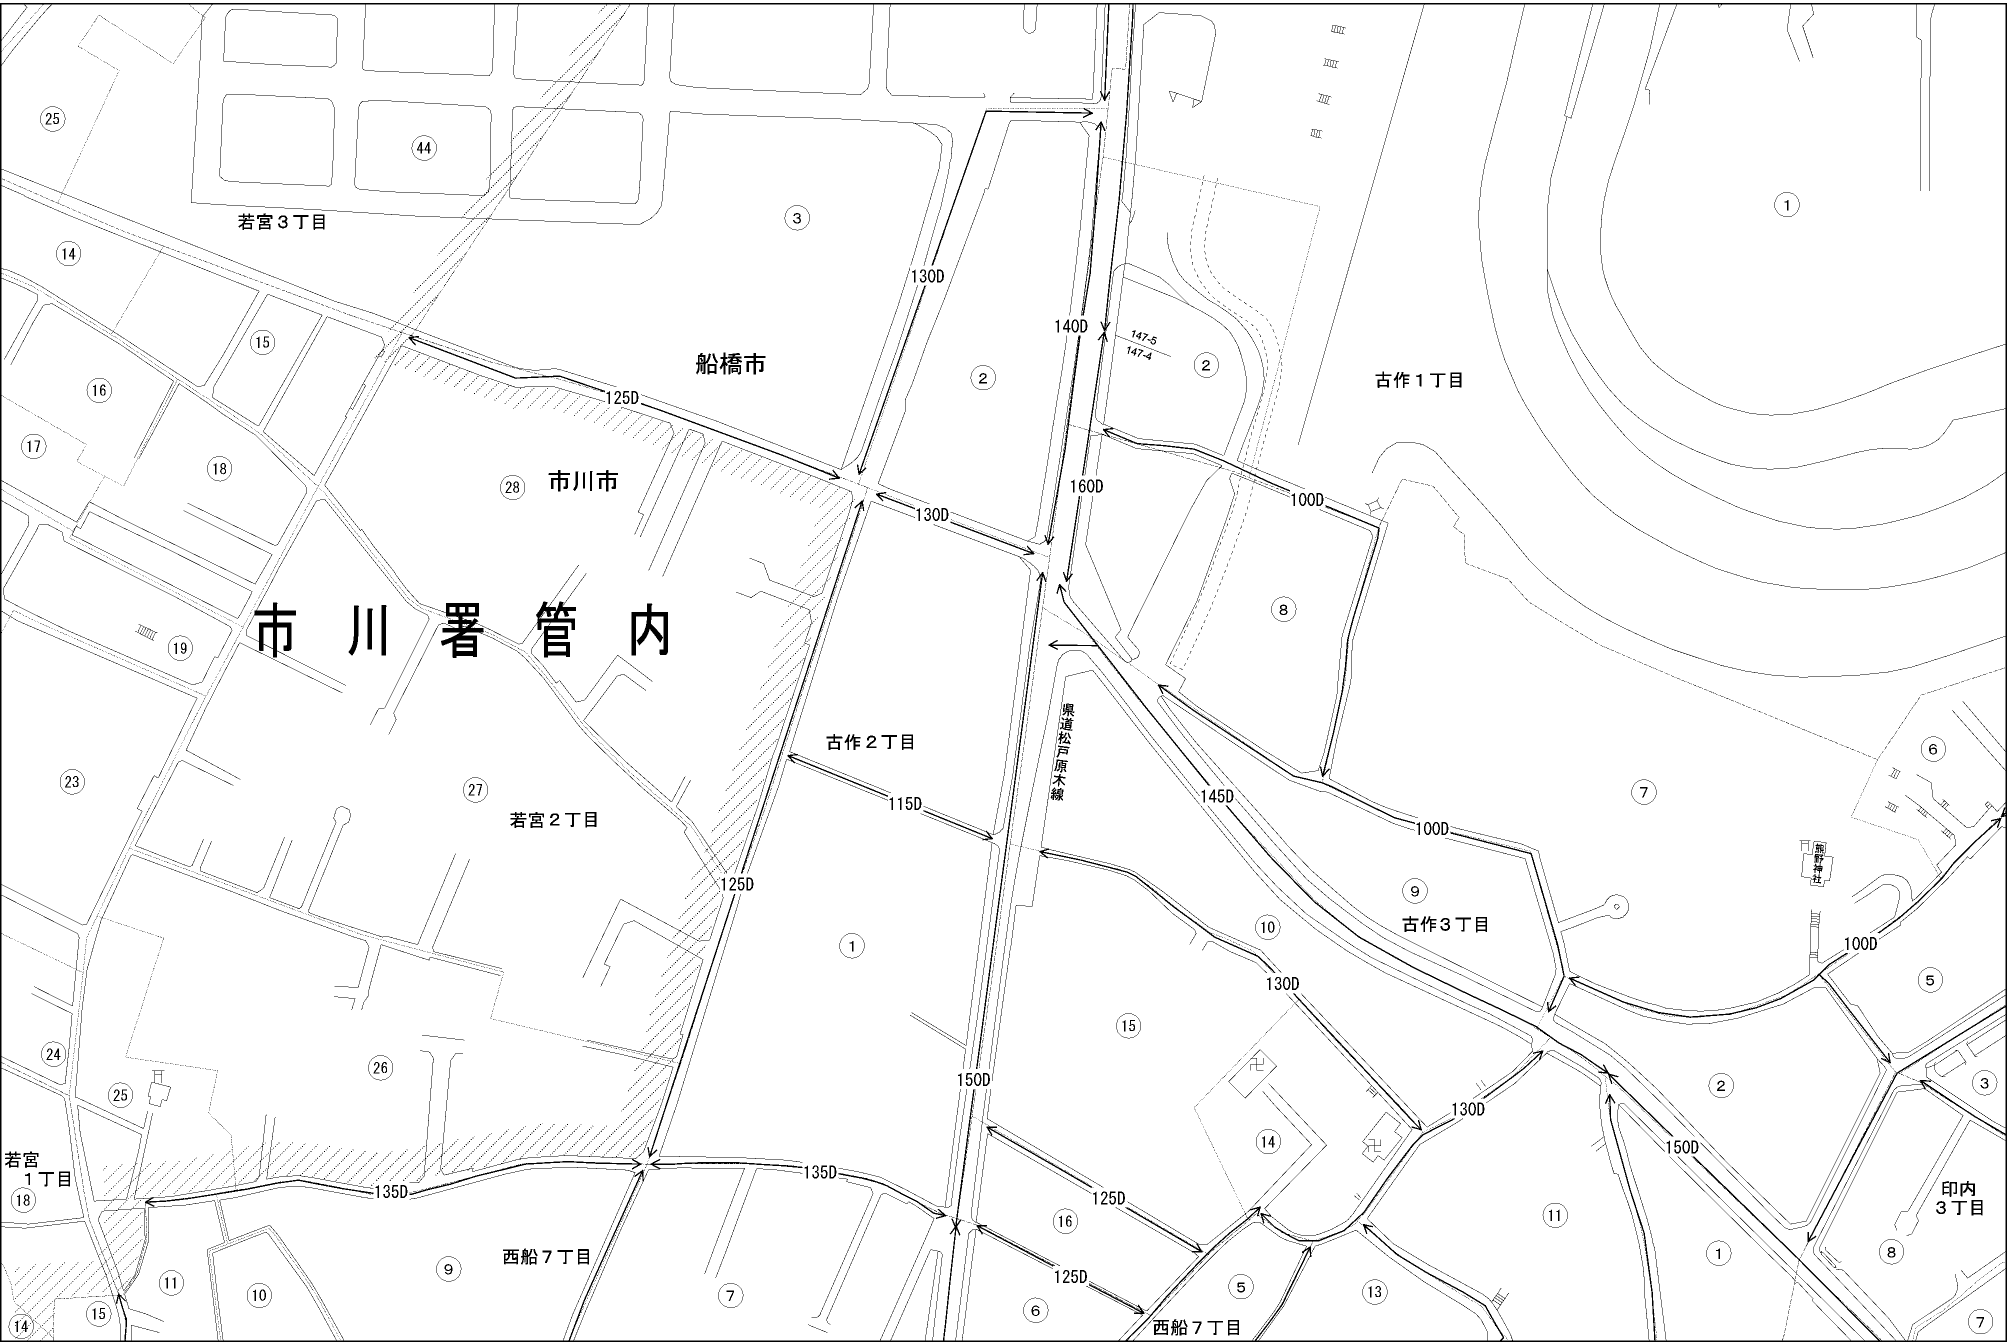 25
44
3
1
若宮３丁目
14
130D
15
140D
147-5
147-4
船橋市
2
2
古作１丁目
16
125D
17
18
28
市川市
160D
100D
130D
8
市川署管内
19
県道松戸原木線
古作２丁目
6
23
27
115D
145D
7
若宮２丁目
100D
熊野神社
125D
9
古作３丁目
10
1
100D
130D
5
15
24
26
150D
2
3
25
130D
14
150D
若宮
１丁目
18
135D
135D
125D
16
11
印内
３丁目
西船７丁目
9
1
8
11
10
125D
5
13
7
6
15
14
西船７丁目
7